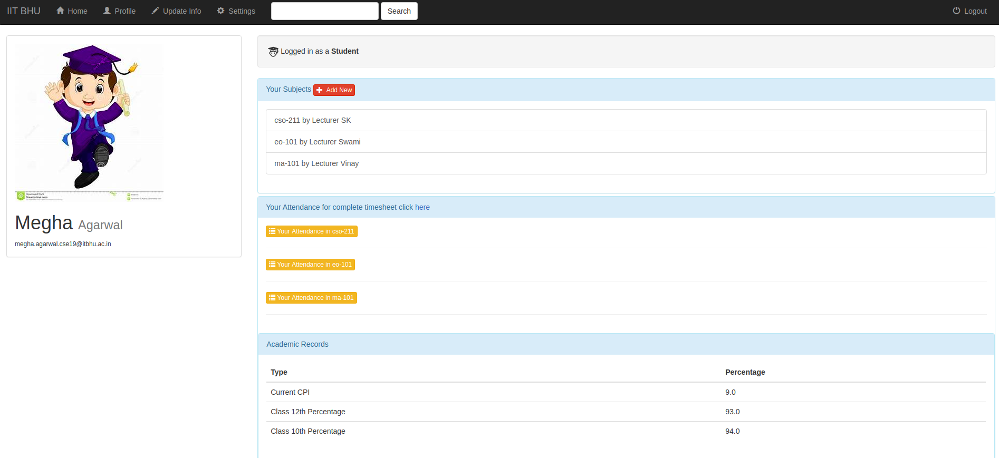 IIT BHU Home Profile Update Info Settings Search Logout
Download from
Dreamstime.com
Megha Agarwal
megha.agarwal.cse19@itbhu.ac.in
Logged in as a Student
Your Subjects Add New
cso-211 by Lecturer SK
eo-101 by Lecturer Swami
ma-101 by Lecturer Vinay
Your Attendance for complete timesheet click here
Your Attendance in cso-211
Your Attendance in eo-101
Your Attendance in ma-101
Academic Records
Type Percentage
Current CPI 9.0
Class 12th Percentage 93.0
Class 10th Percentage 94.0